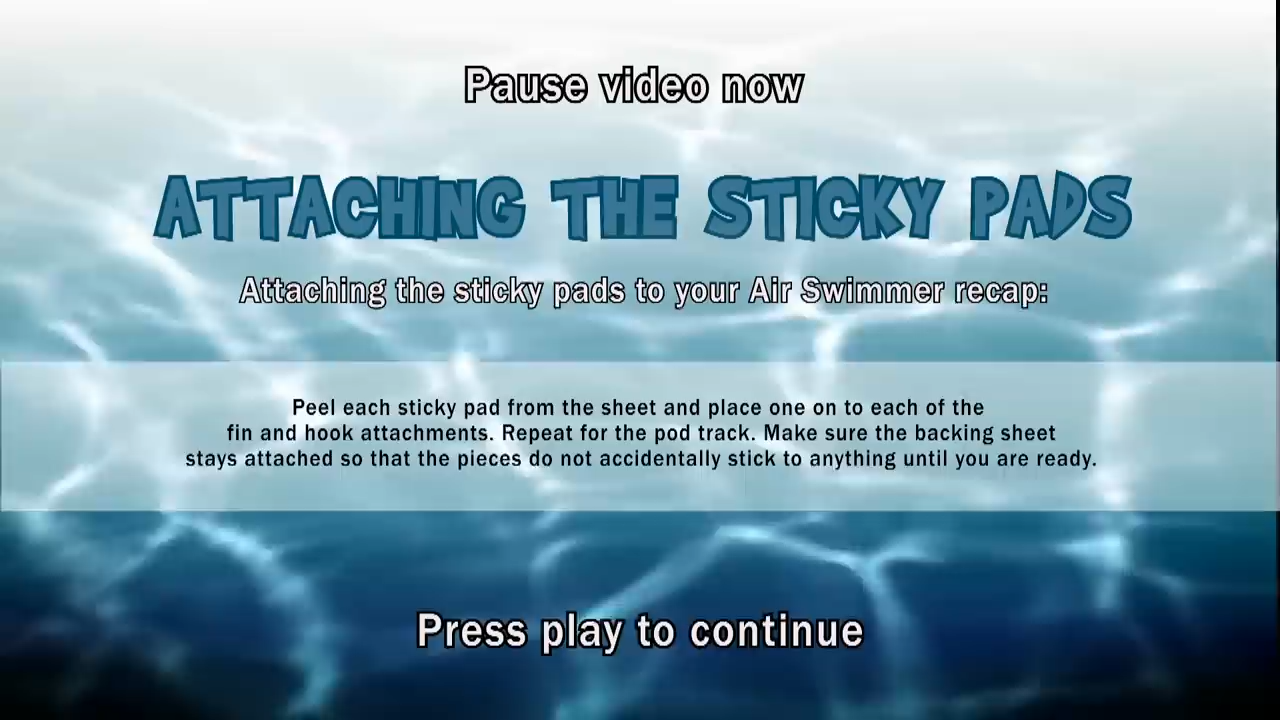 Pause video now
ATTACHING THE STICKY PADS
Attaching the sticky pads to your Air Swimmer recap:
Peel each sticky pad from the sheet and place one on to each of the
fin and hook attachments. Repeat for the pod track. Make sure the backing sheet
stays attached so that the pieces do not accidentally stick to anything until you are ready.
Press play to continue